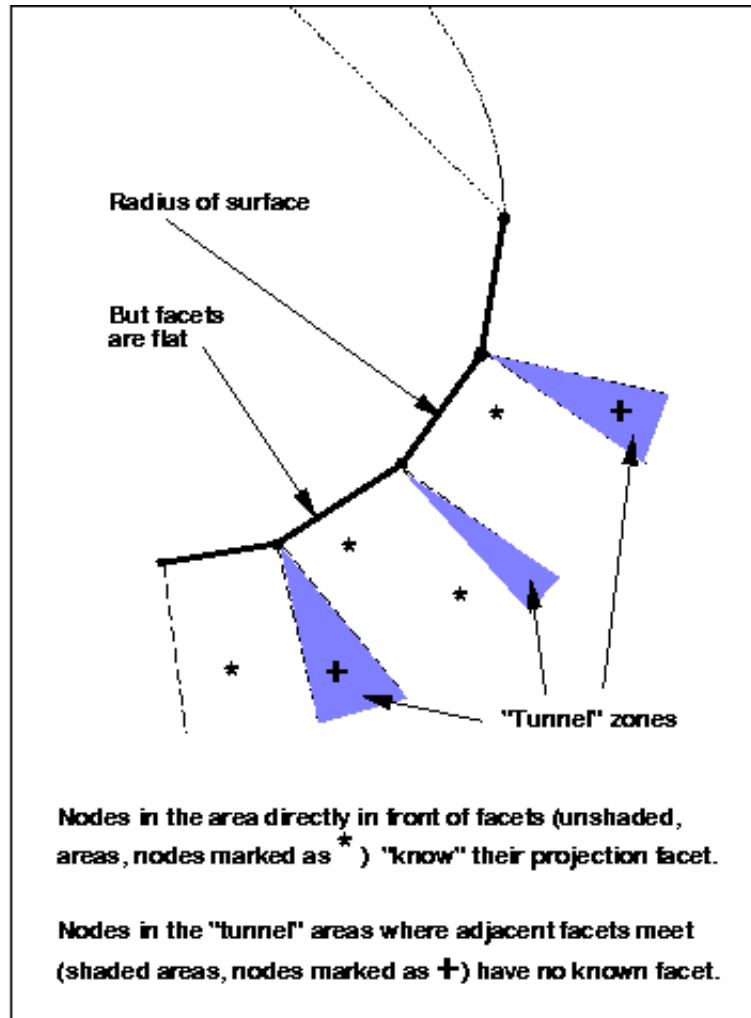 Radius of surface
But facets
are flat
*
+
*
*
*
+
"Tunnel" zones
Nodes in the area directly in front of facets (unshaded,
areas, nodes marked as * ) "know" their projection facet.
Nodes in the "tunnel" areas where adjacent facets meet
(shaded areas, nodes marked as +) have no known facet.